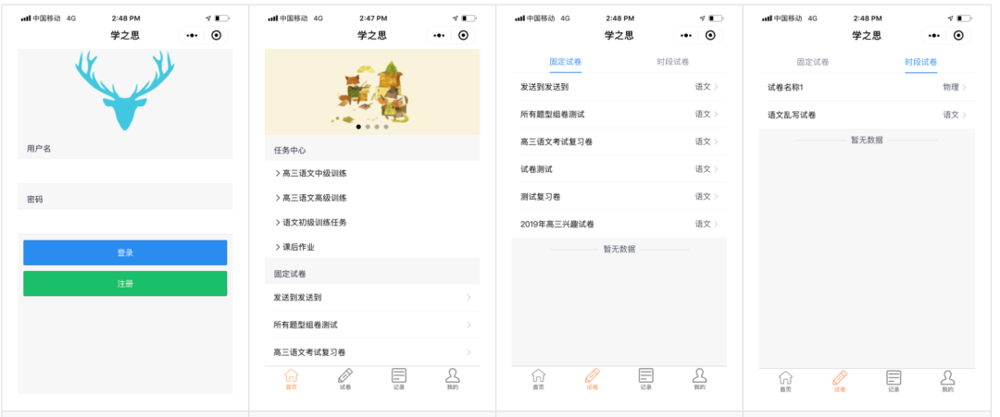 中国移动 4G 2:48 PM
学之思
用户名
密码
登录
注册
中国移动 4G 2:47 PM
学之思
任务中心
高三语文中级训练
高三语文高级训练
语文初级训练任务
课后作业
固定试卷
发送到发送到
所有题型组卷测试
高三语文考试复习卷
首页 试卷 记录 我的
中国移动 4G 2:48 PM
学之思
固定试卷 时段试卷
发送到发送到 语文
所有题型组卷测试 语文
高三语文考试复习卷 语文
试卷测试 语文
测试复习卷 语文
2019年高三兴趣试卷 语文
暂无数据
首页 试卷 记录 我的
中国移动 4G 2:48 PM
学之思
固定试卷 时段试卷
试卷名称1 物理
语文乱写试卷 语文
暂无数据
首页 试卷 记录 我的